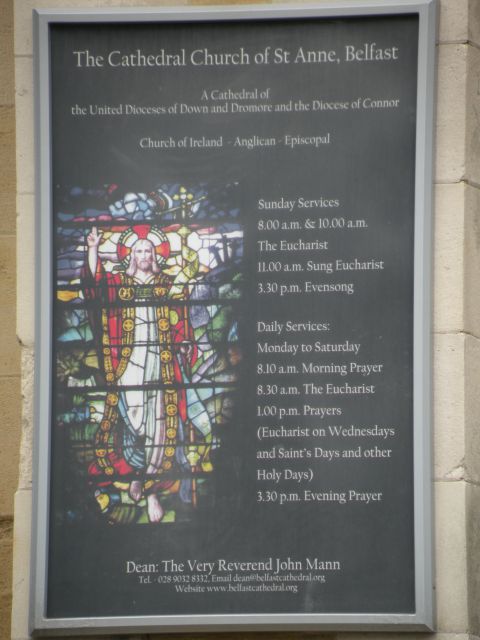 The Cathedral Church of St Anne, Belfast
A Cathedral of
the United Dioceses of Down and Dromore and the Diocese of Connor
Church of Ireland - Anglican - Episcopal
Sunday Services
8.00 a.m. & 10.00 a.m.
The Eucharist
11.00 a.m. Sung Eucharist
3.30 p.m. Evensong
Daily Services:
Monday to Saturday
8.10 a.m. Morning Prayer
8.30 a.m. The Eucharist
1.00 p.m. Prayers
(Eucharist on Wednesdays
and Saint's Days and other
Holy Days)
3.30 p.m. Evening Prayer
Dean: The Very Reverend John Mann
Tel. - 028 9032 8332, Email dean@belfastcathedral.org
Website www.belfastcathedral.org